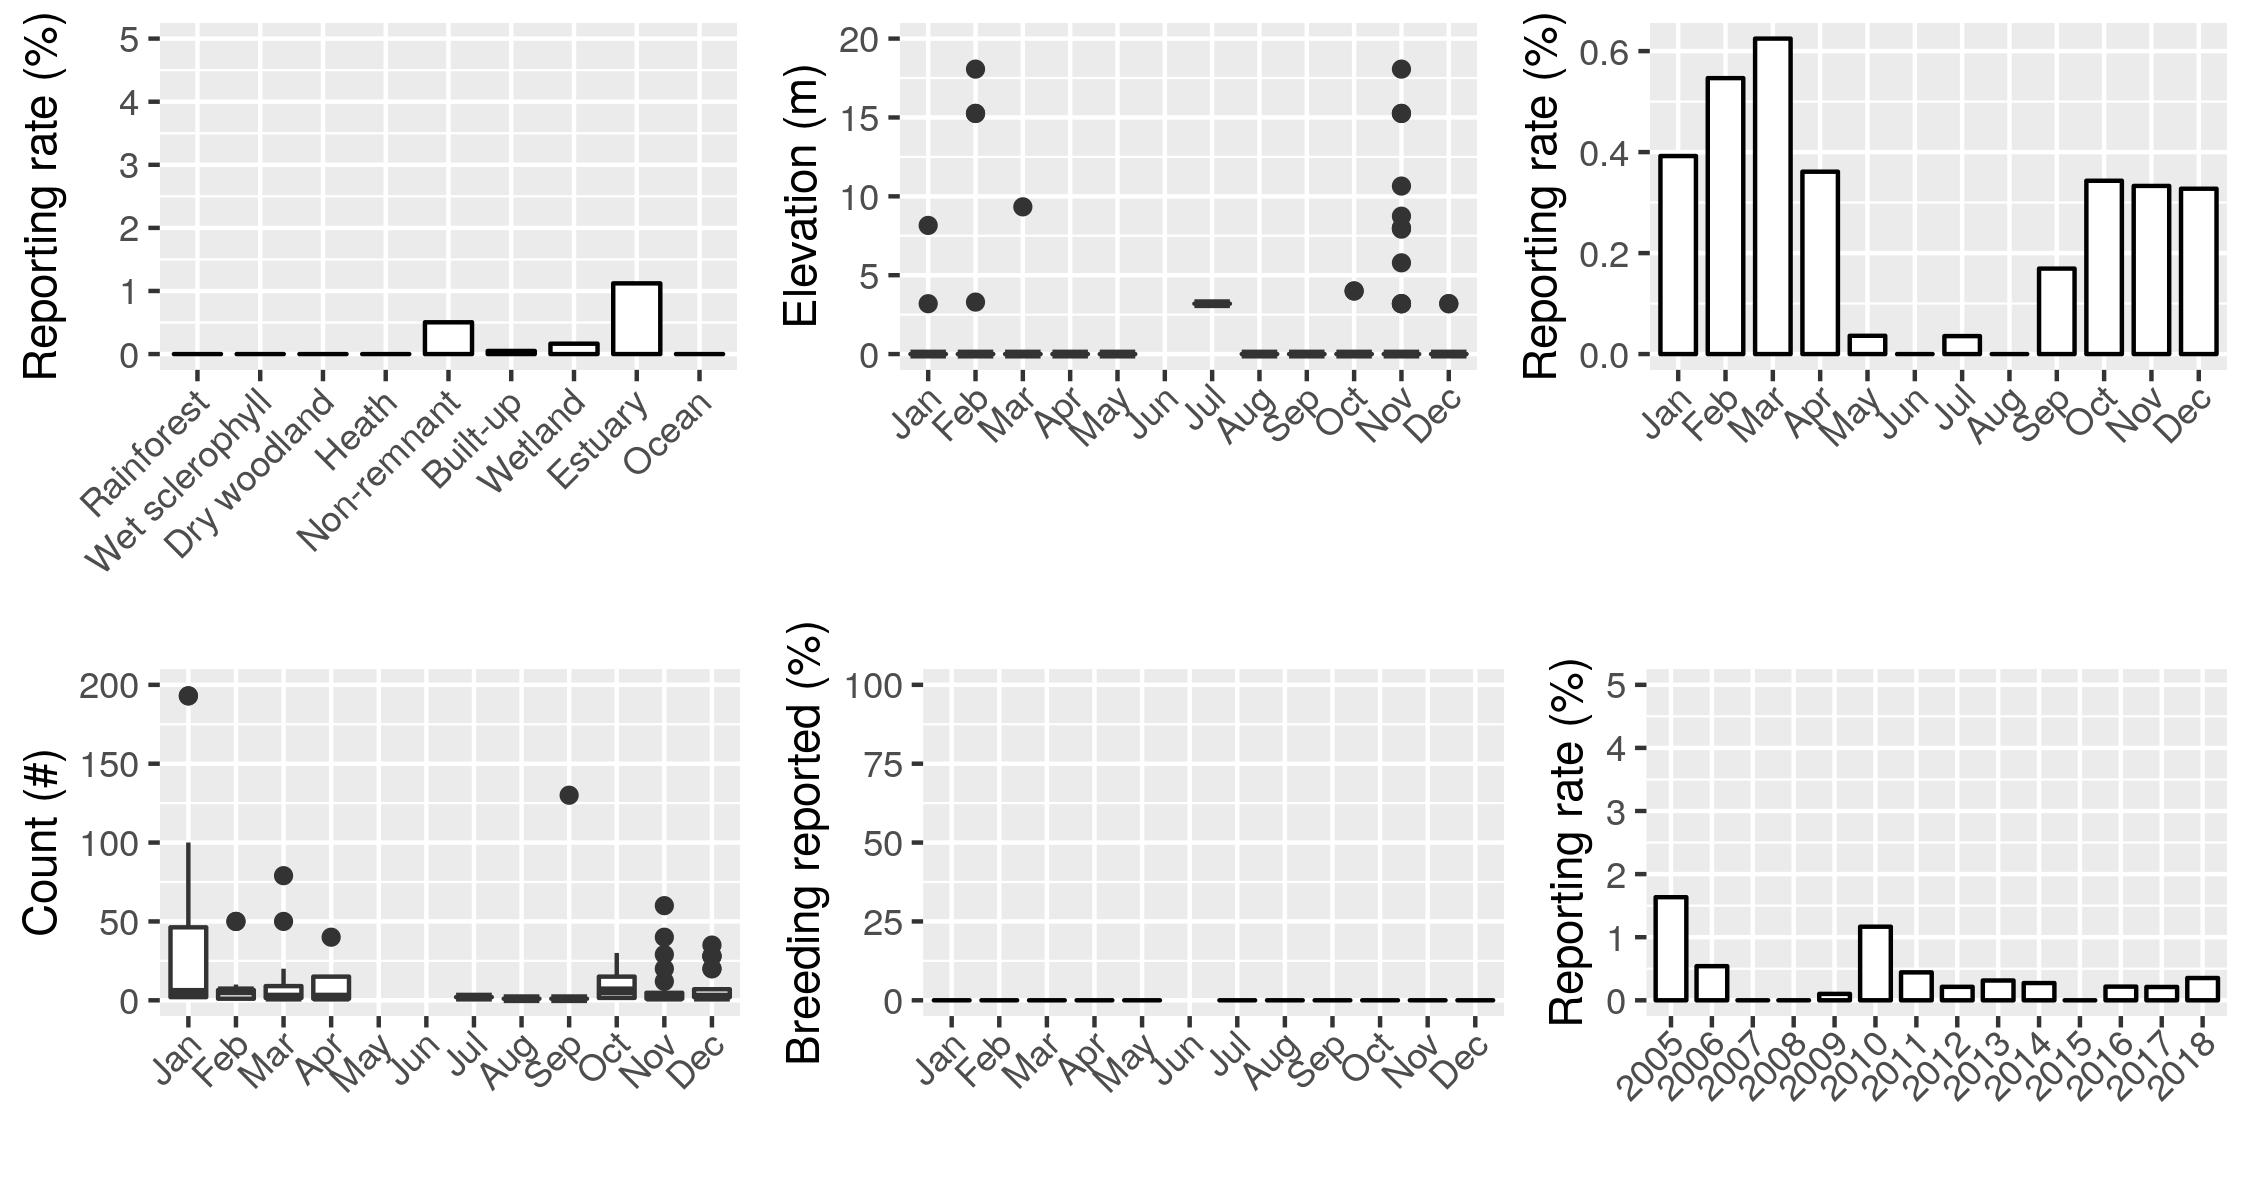 Reporting rate (%)
5
4
3
2
1
0
Rainforest
Wet sclerophyll
Dry woodland
Heath
Non-remnant
Built-up
Wetland
Estuary
Ocean
Elevation (m)
20
15
10
5
0
Jan
Feb
Mar
Apr
May
Jun
Jul
Aug
Sep
Oct
Nov
Dec
Reporting rate (%)
0.6
0.4
0.2
0.0
Jan
Feb
Mar
Apr
May
Jun
Jul
Aug
Sep
Oct
Nov
Dec
Count (#)
200
150
100
50
0
Jan
Feb
Mar
Apr
May
Jun
Jul
Aug
Sep
Oct
Nov
Dec
Breeding reported (%)
100
75
50
25
0
Jan
Feb
Mar
Apr
May
Jun
Jul
Aug
Sep
Oct
Nov
Dec
Reporting rate (%)
5
4
3
2
1
0
2005
2006
2007
2008
2009
2010
2011
2012
2013
2014
2015
2016
2017
2018